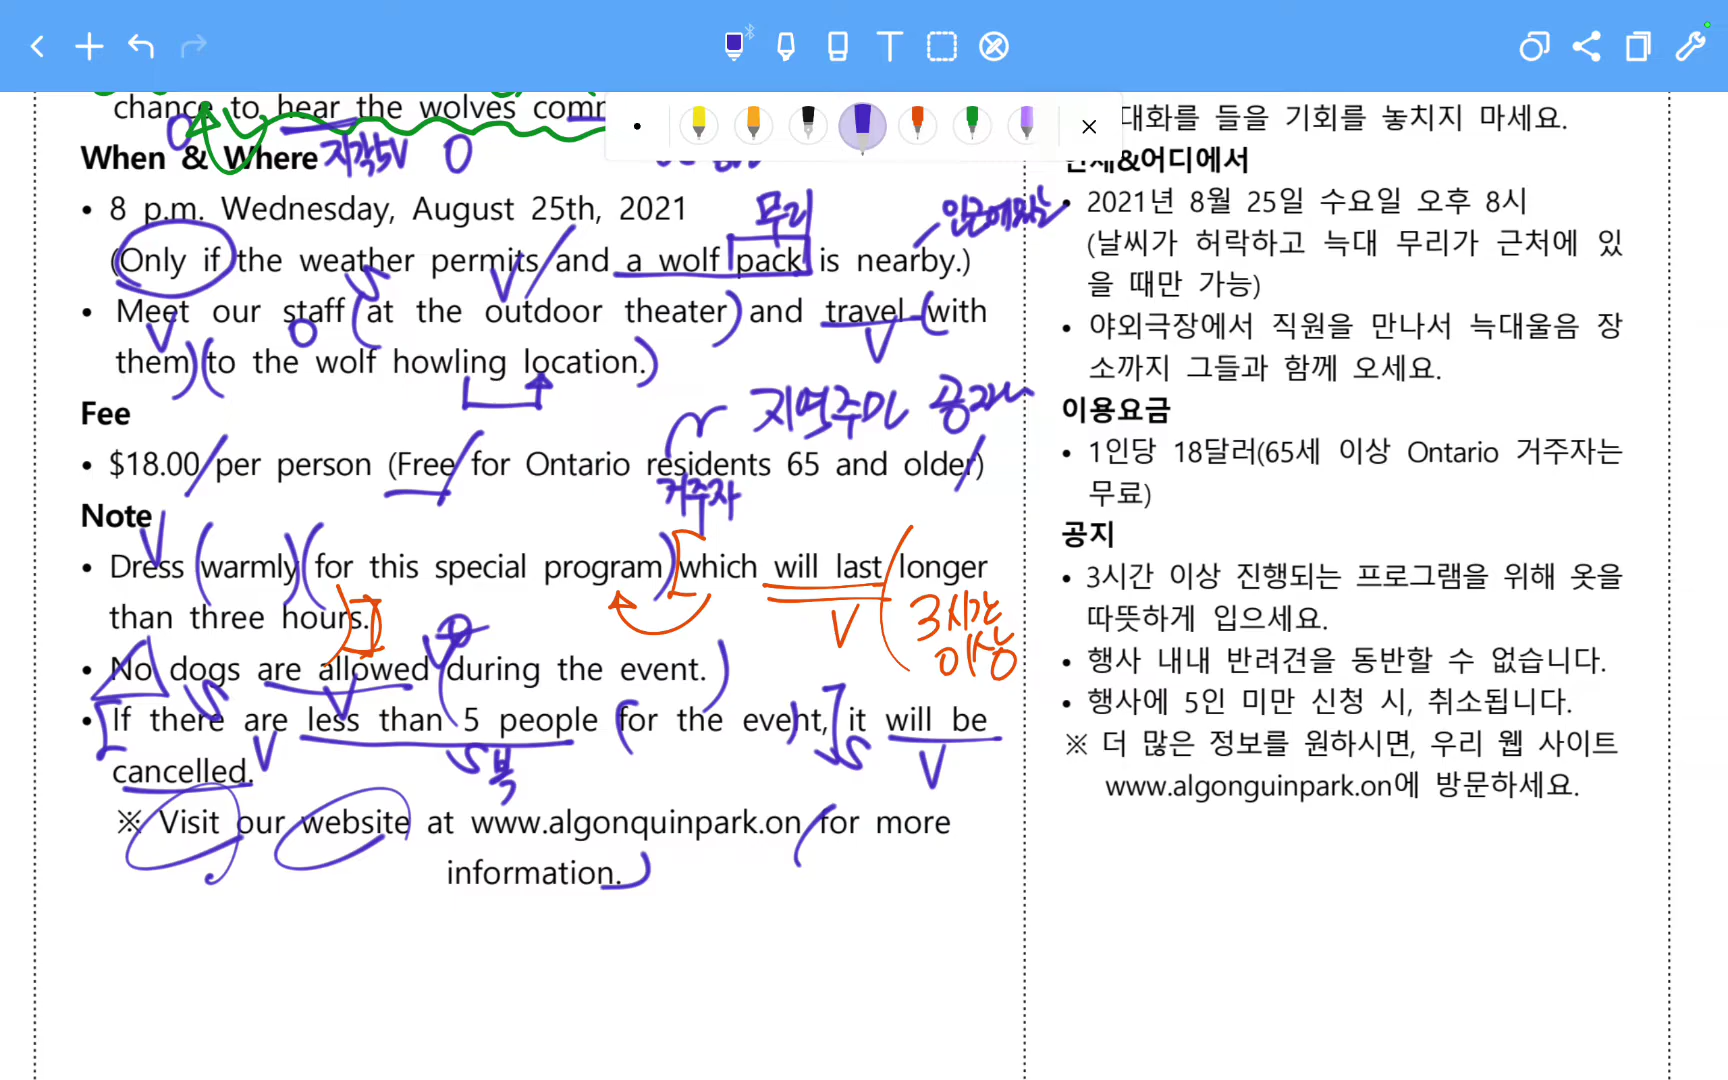 chance to hear the wolves com
대화를 들을 기회를 놓치지 마세요.
지각5V O
O
When & Where
&어디에서
• 8 p.m. Wednesday, August 25th, 2021
무리
• 2021년 8월 25일 수요일 오후 8시
(Only if the weather permits and a wolf pack is nearby.)
(날씨가 허락하고 늑대 무리가 근처에 있
을 때만 가능)
S
V
• Meet our staff at the outdoor theater and travel with
V O V
them to the wolf howling location.
• 야외극장에서 직원을 만나서 늑대울음 장
소까지 그들과 함께 오세요.
지역주민
Fee
이용요금
• $18.00 per person (Free for Ontario residents 65 and older)
거주자
• 1인당 18달러(65세 이상 Ontario 거주자는
무료)
Note
공지
V
• Dress warmly for this special program which will last longer
V
3시간
이상
than three hours.
• 3시간 이상 진행되는 프로그램을 위해 옷을
따뜻하게 입으세요.
• No dogs are allowed during the event.
S V
• 행사 내내 반려견을 동반할 수 없습니다.
• If there are less than 5 people for the event, it will be
V S복 S V
cancelled.
• 행사에 5인 미만 신청 시, 취소됩니다.
※ Visit our website at www.algonquinpark.on for more
information.
※ 더 많은 정보를 원하시면, 우리 웹 사이트
www.algonguinpark.on에 방문하세요.